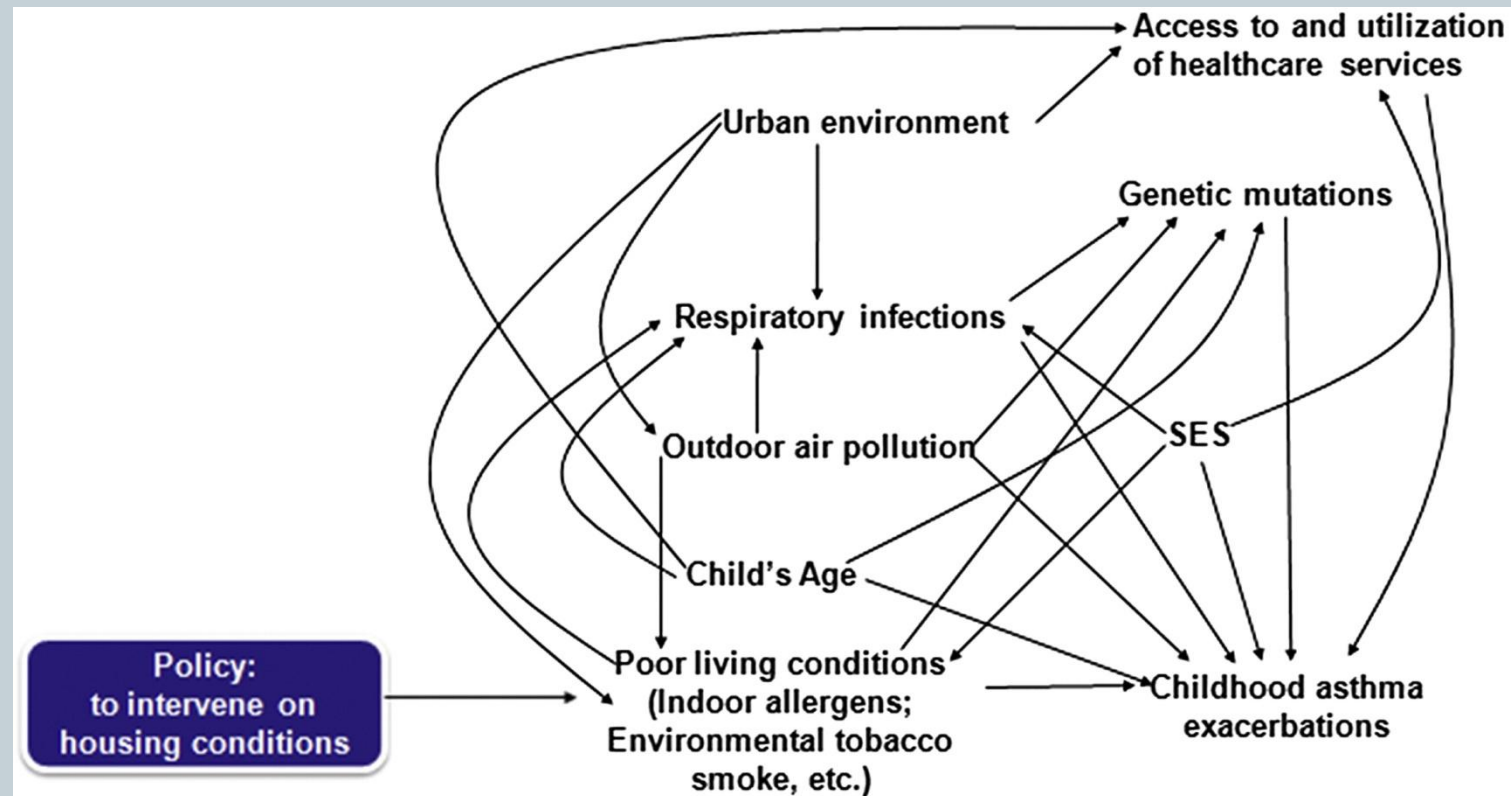 Access to and utilization
of healthcare services
Urban environment
Genetic mutations
Respiratory infections
SES
Outdoor air pollution
Child's Age
Policy:
to intervene on
housing conditions
Poor living conditions
(Indoor allergens;
Environmental tobacco
smoke, etc.)
Childhood asthma
exacerbations